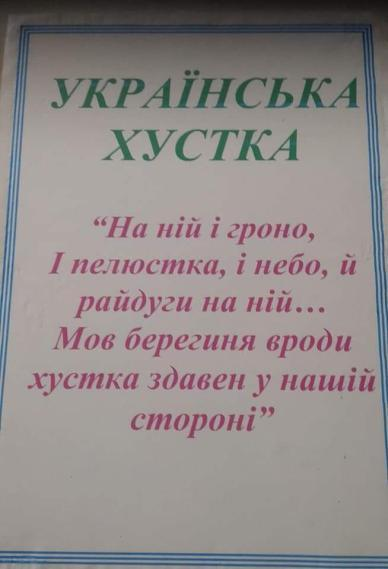 УКРАЇНСЬКА
ХУСТКА
“На ній і гроно,
І пелюстка, і небо, й
райдуги на ній...
Мов берегиня вроди
хустка здавен у нашій
стороні”